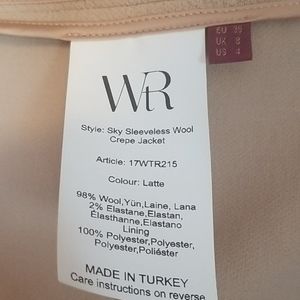 EU 36
UK 8
US 4
WtR
Style: Sky Sleeveless Wool
Crepe Jacket
Article: 17WTR215
Colour: Latte
98% Wool,Yün,Laine, Lana
2% Elastane,Elastan,
Élasthanne,Elastano
Lining
100% Polyester,Polyester,
Polyester,Poliéster
MADE IN TURKEY
Care instructions on reverse